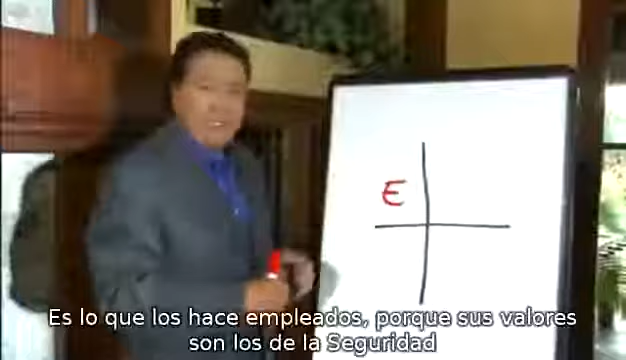 E
Es lo que los hace empleados, porque sus valores
son los de la Seguridad